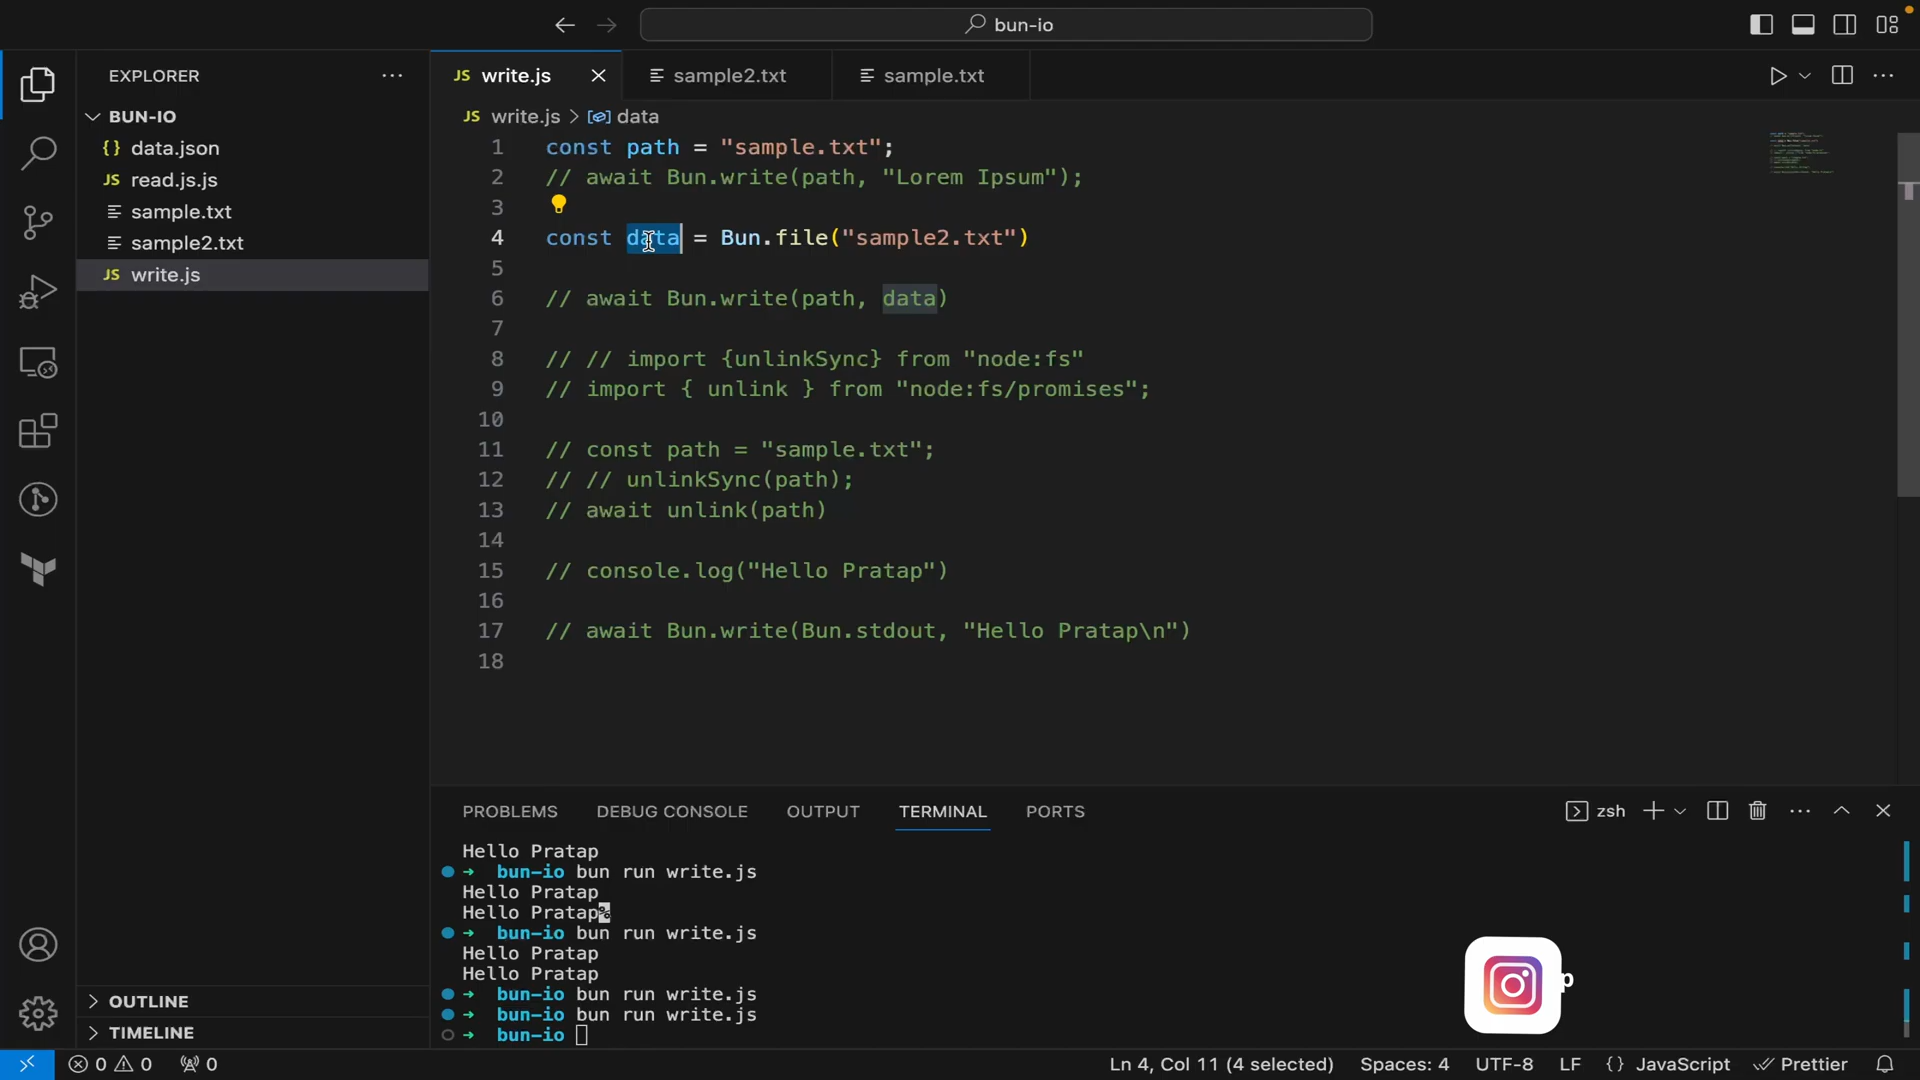 bun-io
EXPLORER
BUN-IO
data.json
read.js.js
sample.txt
sample2.txt
write.js
OUTLINE
TIMELINE
write.js
sample2.txt
sample.txt
write.js > data
1 const path = "sample.txt";
2 // await Bun.write(path, "Lorem Ipsum");
3
4 const data = Bun.file("sample2.txt")
5
6 // await Bun.write(path, data)
7
8 // // import {unlinkSync} from "node:fs"
9 // import { unlink } from "node:fs/promises";
10
11 // const path = "sample.txt";
12 // // unlinkSync(path);
13 // await unlink(path)
14
15 // console.log("Hello Pratap")
16
17 // await Bun.write(Bun.stdout, "Hello Pratap\n")
18
PROBLEMS DEBUG CONSOLE OUTPUT TERMINAL PORTS
zsh
Hello Pratap
➜ bun-io bun run write.js
Hello Pratap
Hello Pratap%
➜ bun-io bun run write.js
Hello Pratap
Hello Pratap
➜ bun-io bun run write.js
➜ bun-io bun run write.js
➜ bun-io
p
0 0 0
Ln 4, Col 11 (4 selected) Spaces: 4 UTF-8 LF {} JavaScript Prettier